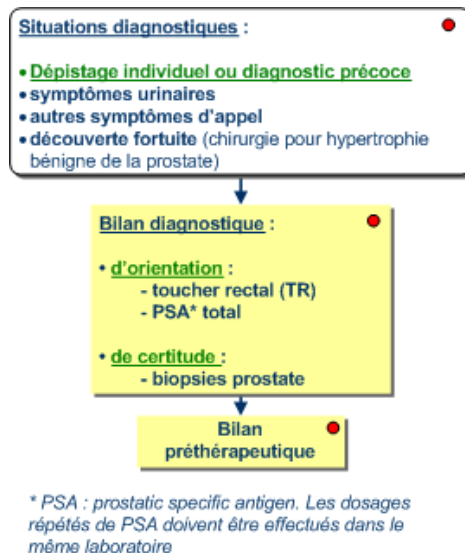 Situations diagnostiques :
• Dépistage individuel ou diagnostic précoce
• symptômes urinaires
• autres symptômes d'appel
• découverte fortuite (chirurgie pour hypertrophie
bénigne de la prostate)
Bilan diagnostique :
• d'orientation :
- toucher rectal (TR)
- PSA* total
• de certitude :
- biopsies prostate
Bilan
préthérapeutique
* PSA : prostatic specific antigen. Les dosages
répétés de PSA doivent être effectués dans le
même laboratoire